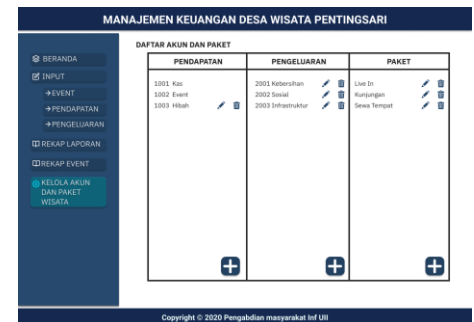 MANAJEMEN KEUANGAN DESA WISATA PENTINGSARI
BERANDA
INPUT
→EVENT
→PENDAPATAN
→PENGELUARAN
REKAP LAPORAN
REKAP EVENT
KELOLA AKUN
DAN PAKET
WISATA
DAFTAR AKUN DAN PAKET
PENDAPATAN
1001 Kas
1002 Event
1003 Hibah
PENGELUARAN
2001 Kebersihan
2002 Sosial
2003 Infrastruktur
PAKET
Live In
Kunjungan
Sewa Tempat
Copyright © 2020 Pengabdian masyarakat Inf UII